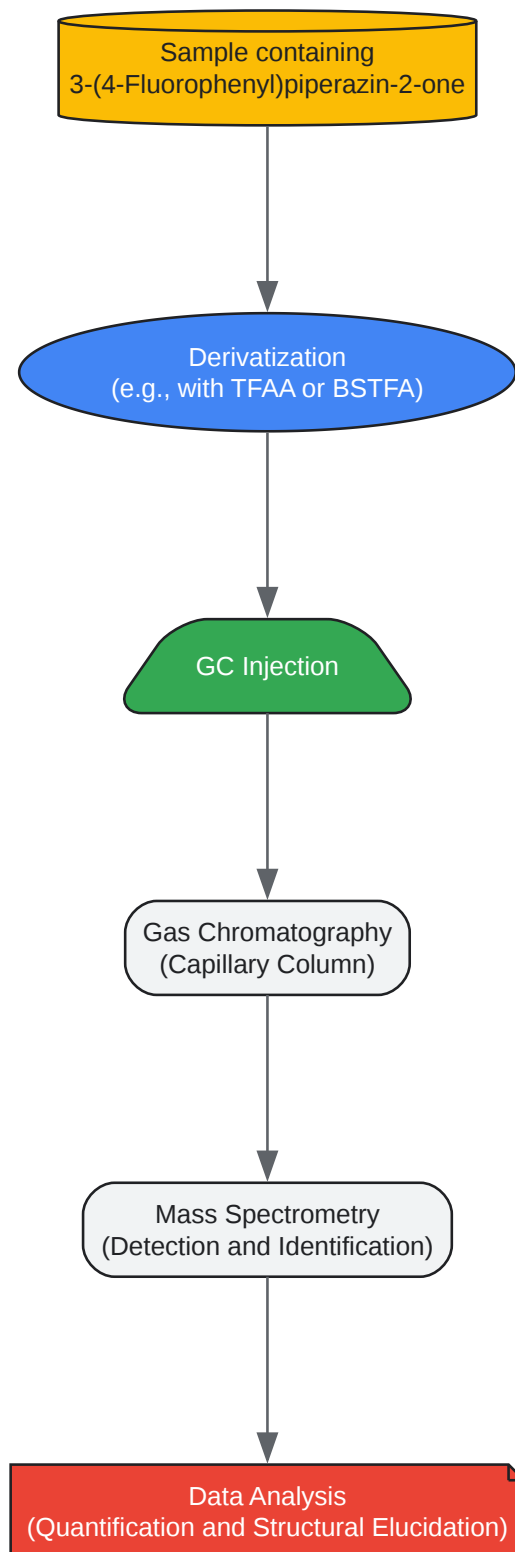 Sample containing
3-(4-Fluorophenyl)piperazin-2-one
Derivatization
(e.g., with TFAA or BSTFA)
GC Injection
Gas Chromatography
(Capillary Column)
Mass Spectrometry
(Detection and Identification)
Data Analysis
(Quantification and Structural Elucidation)